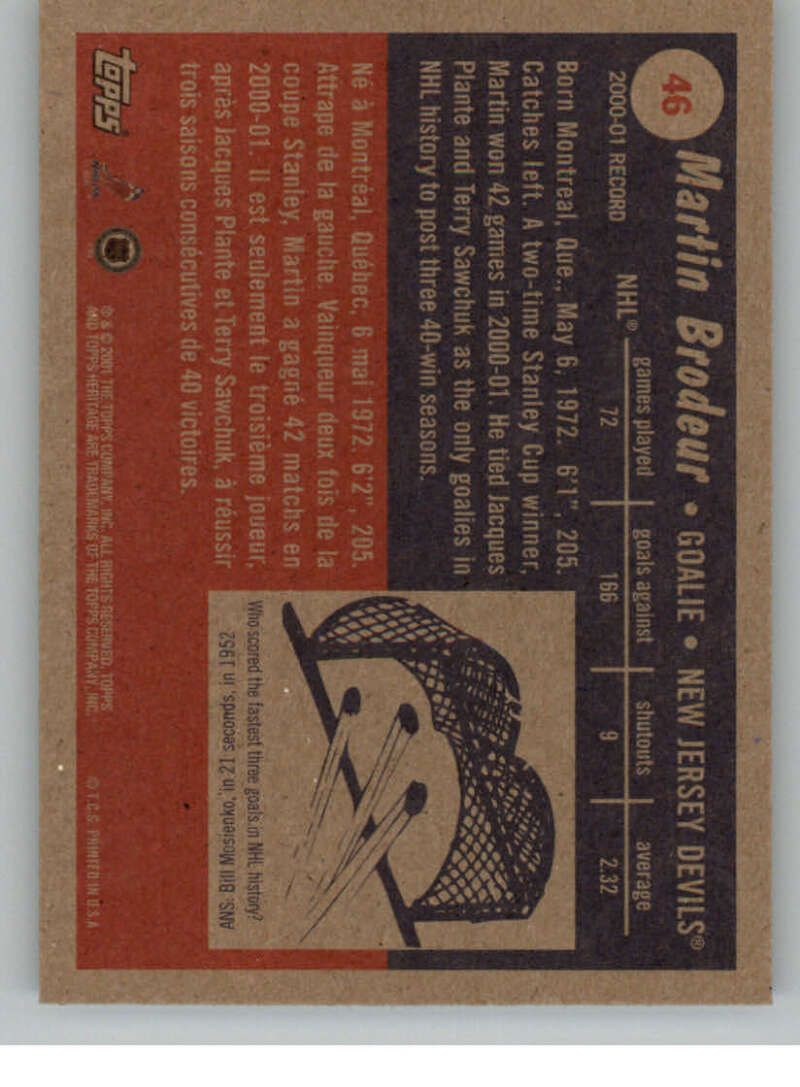 46
Martin Brodeur • GOALIE • NEW JERSEY DEVILS®
2000-01 RECORD
games played goals against shutouts average
NHL® 72 166 9 2.32
Born Montreal, Que., May 6, 1972. 6'1", 205.
Catches left. A two-time Stanley Cup winner,
Martin won 42 games in 2000-01. He tied Jacques
Plante and Terry Sawchuk as the only goalies in
NHL history to post three 40-win seasons.
Né à Montréal, Québec, 6 mai 1972. 6'2", 205.
Attrape de la gauche. Vainqueur deux fois de la
coupe Stanley, Martin a gagné 42 matchs en
2000-01. Il est seulement le troisième joueur,
après Jacques Plante et Terry Sawchuk, à réussir
trois saisons consécutives de 40 victoires.
Who scored the fastest three goals in NHL history?
ANS: Bill Mosienko, in 21 seconds, in 1952
topps
® & © 2001 THE TOPPS COMPANY, INC. ALL RIGHTS RESERVED. TOPPS
AND TOPPS HERITAGE ARE TRADEMARKS OF THE TOPPS COMPANY, INC.
© T.C.G. PRINTED IN U.S.A